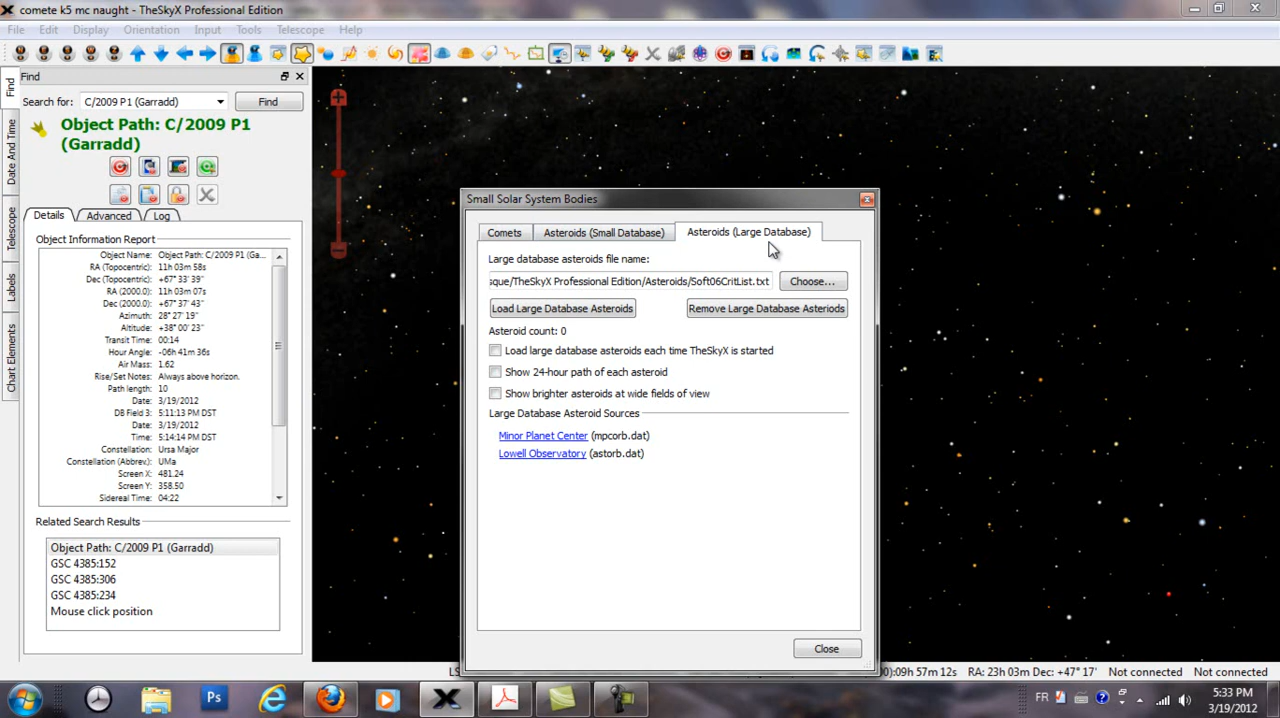 comete k5 mc naught - TheSkyX Professional Edition
File Edit Display Orientation Input Tools Telescope Help
Find
Search for: C/2009 P1 (Garradd) Find
Object Path: C/2009 P1
(Garradd)
Find
Date And Time
Telescope
Labels
Chart Elements
Details Advanced Log
Object Information Report
Object Name: Object Path: C/2009 P1 (Ga...
RA (Topocentric): 11h 03m 58s
Dec (Topocentric): +67° 33' 39"
RA (2000.0): 11h 03m 07s
Dec (2000.0): +67° 37' 43"
Azimuth: 28° 27' 19"
Altitude: +38° 00' 23"
Transit Time: 00:14
Hour Angle: -06h 41m 36s
Air Mass: 1.62
Rise/Set Notes: Always above horizon.
Path length: 10
Date: 3/19/2012
DB Field 3: 5:11:13 PM DST
Date: 3/19/2012
Time: 5:14:14 PM DST
Constellation: Ursa Major
Constellation (Abbrev.): UMa
Screen X: 481.24
Screen Y: 358.50
Sidereal Time: 04:22
Related Search Results
Object Path: C/2009 P1 (Garradd)
GSC 4385:152
GSC 4385:306
GSC 4385:595
GSC 4385:234
Mouse click position
Small Solar System Bodies
Comets Asteroids (Small Database) Asteroids (Large Database)
Large database asteroids file name:
sque/TheSkyX Professional Edition/Asteroids/Soft06CritList.txt Choose...
Load Large Database Asteroids Remove Large Database Asteriods
Asteroid count: 0
Load large database asteroids each time TheSkyX is started
Show 24-hour path of each asteroid
Show brighter asteroids at wide fields of view
Large Database Asteroid Sources
Minor Planet Center (mpcorb.dat)
Lowell Observatory (astorb.dat)
Close
LS :09h 57m 12s RA: 23h 03m Dec: +47° 17' Not connected Not connected
Ps FR 5:33 PM
3/19/2012